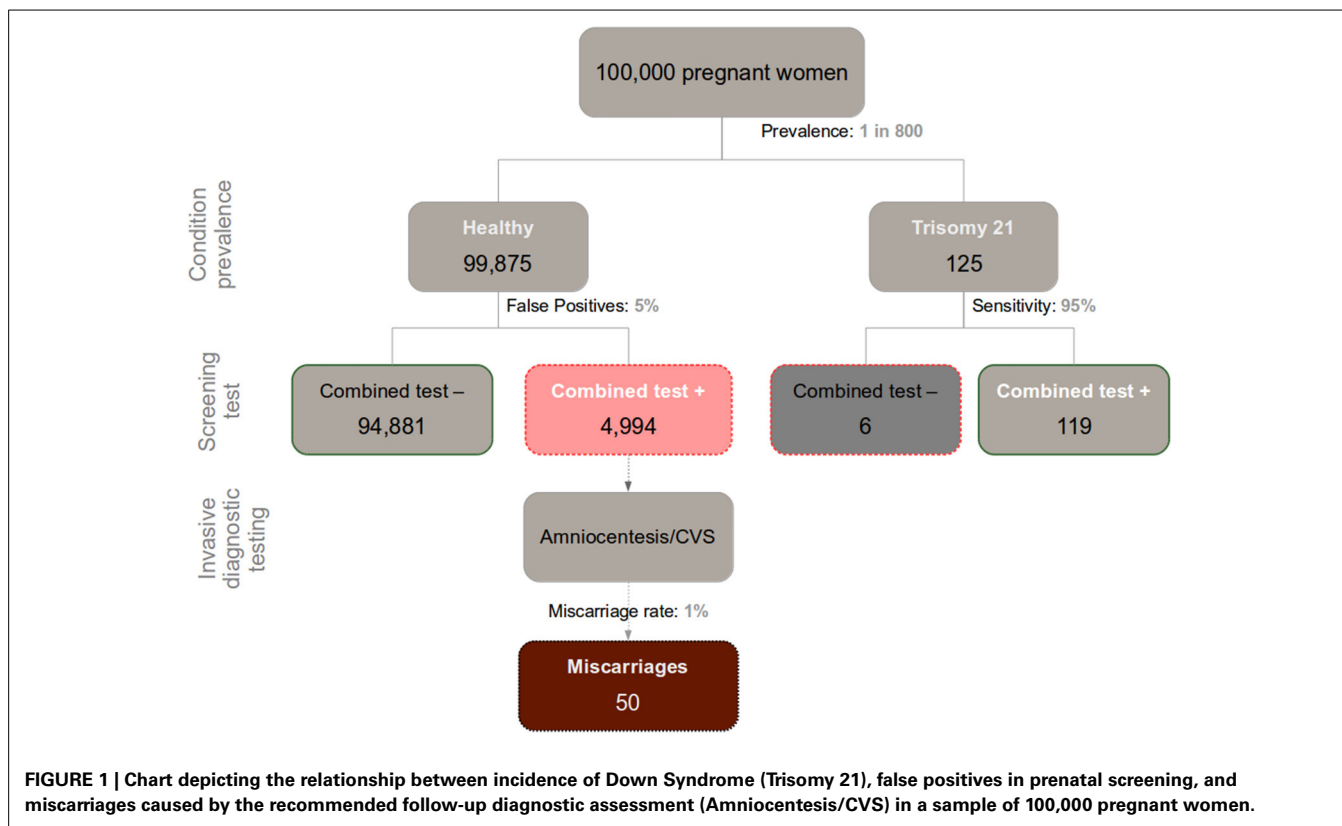 100,000 pregnant women
Prevalence: 1 in 800
Condition
prevalence
Healthy
99,875
Trisomy 21
125
False Positives: 5%
Sensitivity: 95%
Screening
test
Combined test –
94,881
Combined test +
4,994
Combined test –
6
Combined test +
119
Invasive
diagnostic
testing
Amniocentesis/CVS
Miscarriage rate: 1%
Miscarriages
50
FIGURE 1 | Chart depicting the relationship between incidence of Down Syndrome (Trisomy 21), false positives in prenatal screening, and
miscarriages caused by the recommended follow-up diagnostic assessment (Amniocentesis/CVS) in a sample of 100,000 pregnant women.